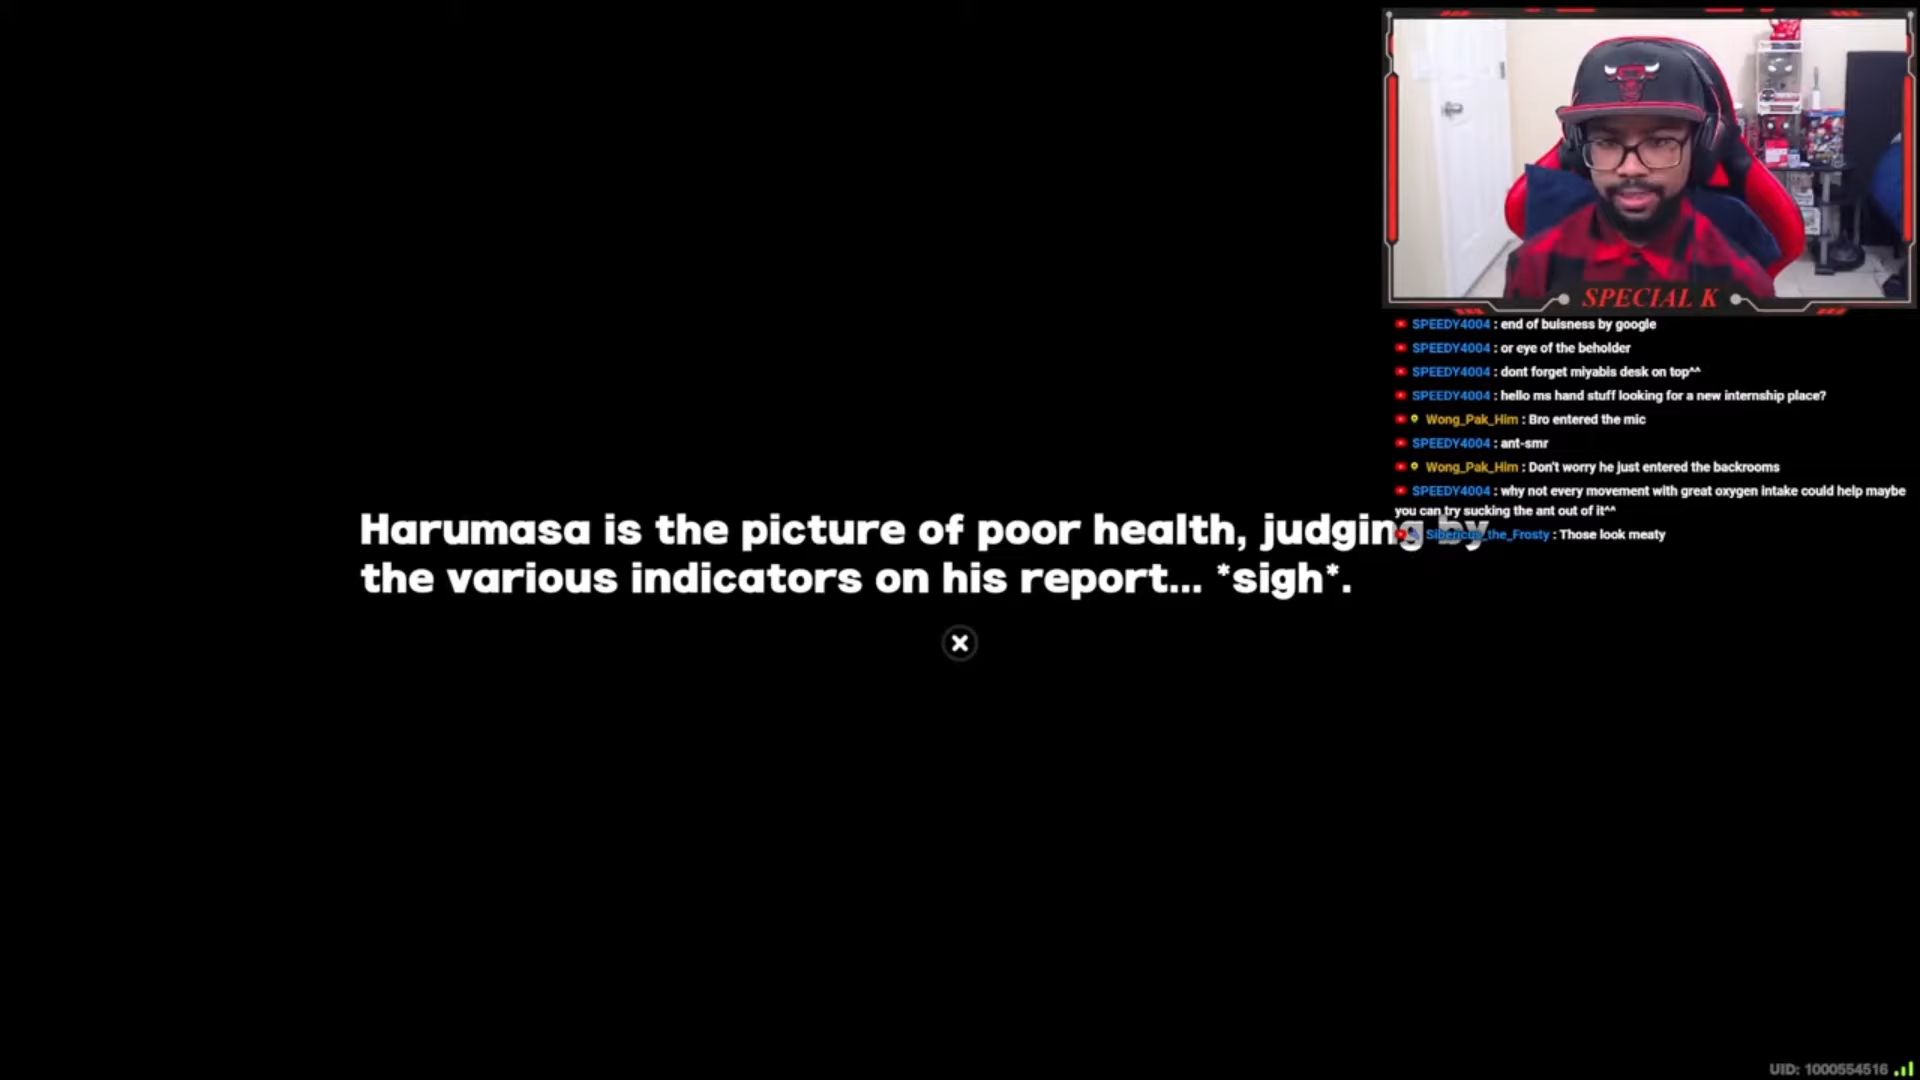 SPECIAL K
SPEEDY4004 : end of buisness by google
SPEEDY4004 : or eye of the beholder
SPEEDY4004 : dont forget miyabis desk on top^^
SPEEDY4004 : hello ms hand stuff looking for a new internship place?
Wong_Pak_Him : Bro entered the mic
SPEEDY4004 : ant-smr
Wong_Pak_Him : Don't worry he just entered the backrooms
SPEEDY4004 : why not every movement with great oxygen intake could help maybe
you can try sucking the ant out of it^^
Sibericus_the_Frosty : Those look meaty
Harumasa is the picture of poor health, judging by
the various indicators on his report... *sigh*.
UID: 1000554516